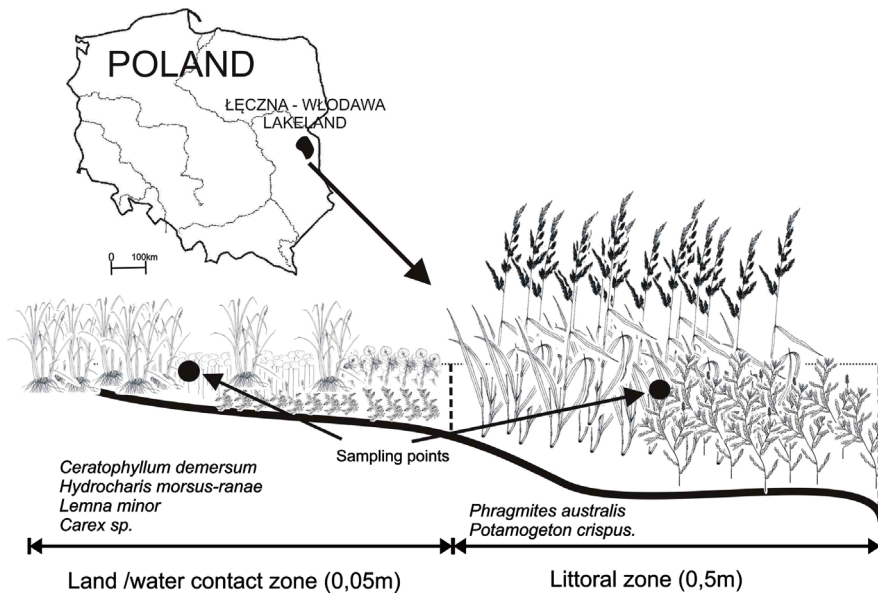 POLAND
ŁĘCZNA - WŁODAWA
LAKELAND
0 100km
Sampling points
Ceratophyllum demersum
Hydrocharis morsus-ranae
Lemna minor
Carex sp.
Phragmites australis
Potamogeton crispus.
Land /water contact zone (0,05m)
Littoral zone (0,5m)